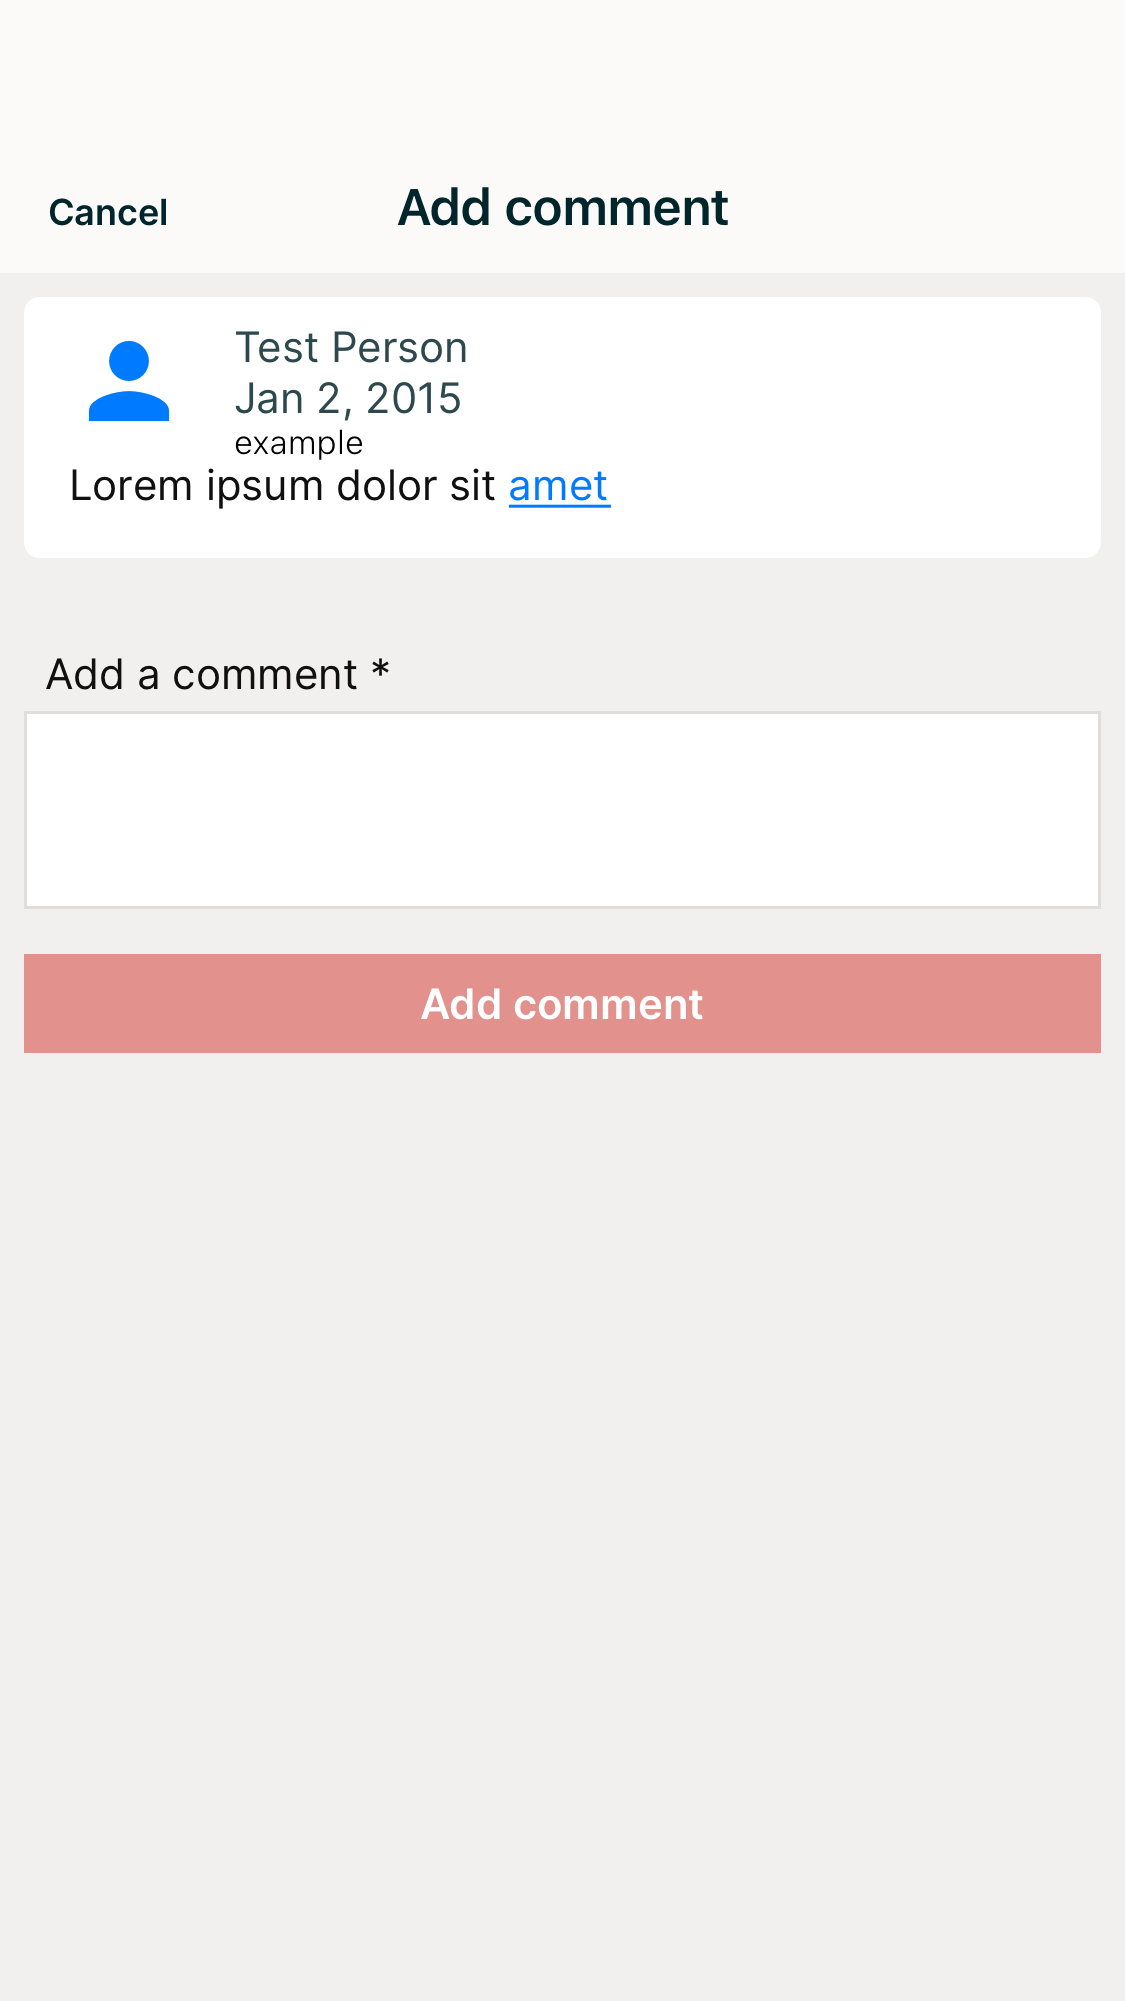 Cancel
Add comment
Test Person
Jan 2, 2015
example
Lorem ipsum dolor sit amet
Add a comment *
Add comment